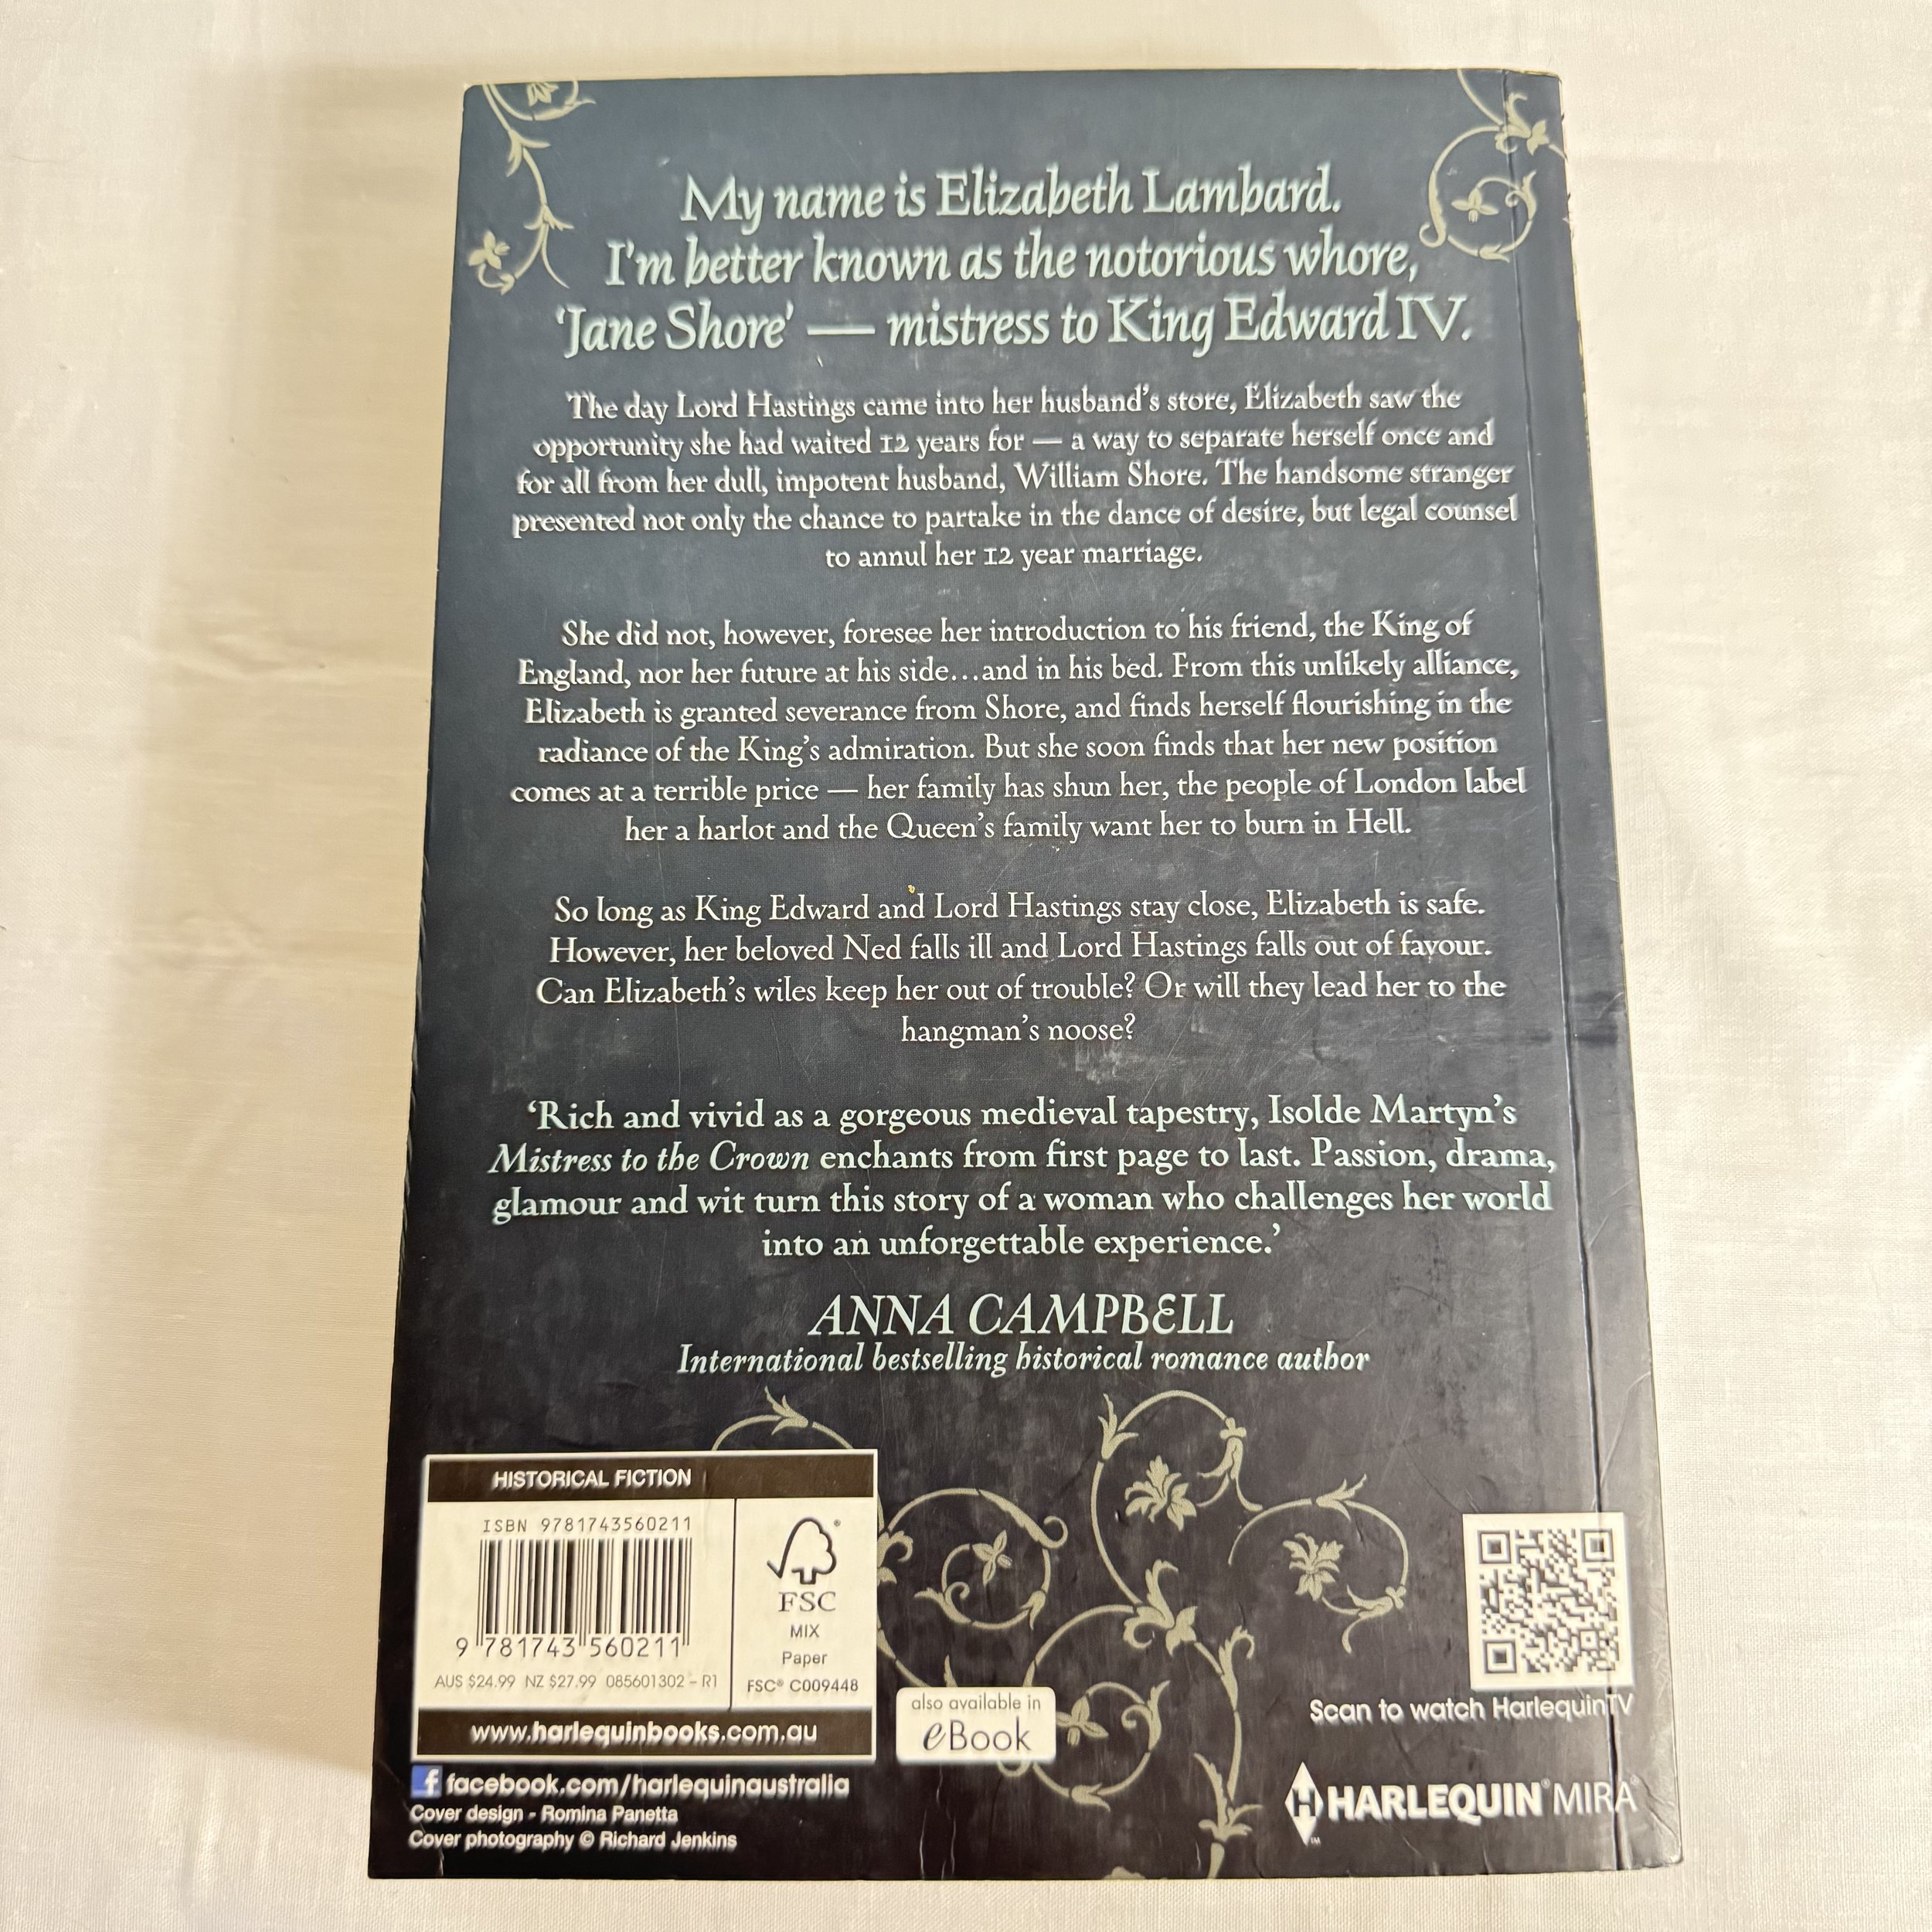 My name is Elizabeth Lambard.
I'm better known as the notorious whore,
'Jane Shore' — mistress to King Edward IV.
The day Lord Hastings came into her husband's store, Elizabeth saw the
opportunity she had waited 12 years for — a way to separate herself once and
for all from her dull, impotent husband, William Shore. The handsome stranger
presented not only the chance to partake in the dance of desire, but legal counsel
to annul her 12 year marriage.
She did not, however, foresee her introduction to his friend, the King of
England, nor her future at his side...and in his bed. From this unlikely alliance,
Elizabeth is granted severance from Shore, and finds herself flourishing in the
radiance of the King's admiration. But she soon finds that her new position
comes at a terrible price — her family has shun her, the people of London label
her a harlot and the Queen's family want her to burn in Hell.
So long as King Edward and Lord Hastings stay close, Elizabeth is safe.
However, her beloved Ned falls ill and Lord Hastings falls out of favour.
Can Elizabeth's wiles keep her out of trouble? Or will they lead her to the
hangman's noose?
'Rich and vivid as a gorgeous medieval tapestry, Isolde Martyn's
Mistress to the Crown enchants from first page to last. Passion, drama,
glamour and wit turn this story of a woman who challenges her world
into an unforgettable experience.'
ANNA CAMPBELL
International bestselling historical romance author
HISTORICAL FICTION
ISBN 9781743560211
9 781743 560211
AUS $24.99 NZ $27.99 085601302 – R1
FSC
MIX
Paper
FSC® C009448
www.harlequinbooks.com.au
also available in
eBook
f facebook.com/harlequinaustralia
Cover design - Romina Panetta
Cover photography © Richard Jenkins
Scan to watch HarlequinTV
H HARLEQUIN® MIRA®